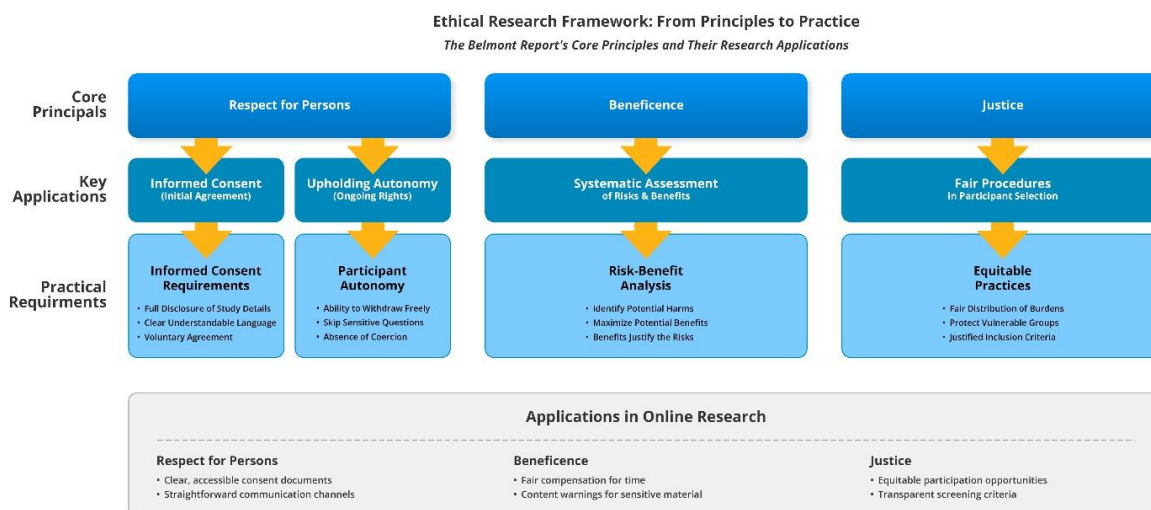 Ethical Research Framework: From Principles to Practice
The Belmont Report's Core Principles and Their Research Applications
Core
Principals
Respect for Persons
Beneficence
Justice
Key
Applications
Informed Consent
(Initial Agreement)
Upholding Autonomy
(Ongoing Rights)
Systematic Assessment
of Risks & Benefits
Fair Procedures
in Participant Selection
Practical
Requirments
Informed Consent
Requirements
• Full Disclosure of Study Details
• Clear Understandable Language
• Voluntary Agreement
Participant
Autonomy
• Ability to Withdraw Freely
• Skip Sensitive Questions
• Absence of Coercion
Risk-Benefit
Analysis
• Identify Potential Harms
• Maximize Potential Benefits
• Benefits Justify the Risks
Equitable
Practices
• Fair Distribution of Burdens
• Protect Vulnerable Groups
• Justified Inclusion Criteria
Applications in Online Research
Respect for Persons
• Clear, accessible consent documents
• Straightforward communication channels
Beneficence
• Fair compensation for time
• Content warnings for sensitive material
Justice
• Equitable participation opportunities
• Transparent screening criteria